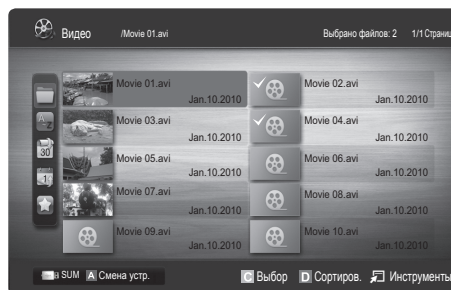 Видео /Movie 01.avi Выбрано файлов: 2 1/1 Страниц
Movie 01.avi Movie 02.avi
Jan.10.2010 Jan.10.2010
Movie 03.avi Movie 04.avi
Jan.10.2010 Jan.10.2010
Movie 05.avi Movie 06.avi
Jan.10.2010 Jan.10.2010
Movie 07.avi Movie 08.avi
Jan.10.2010 Jan.10.2010
Movie 09.avi Movie 10.avi
Jan.10.2010 Jan.10.2010
SUM A Смена устр. C Выбор D Сортиров. Инструменты